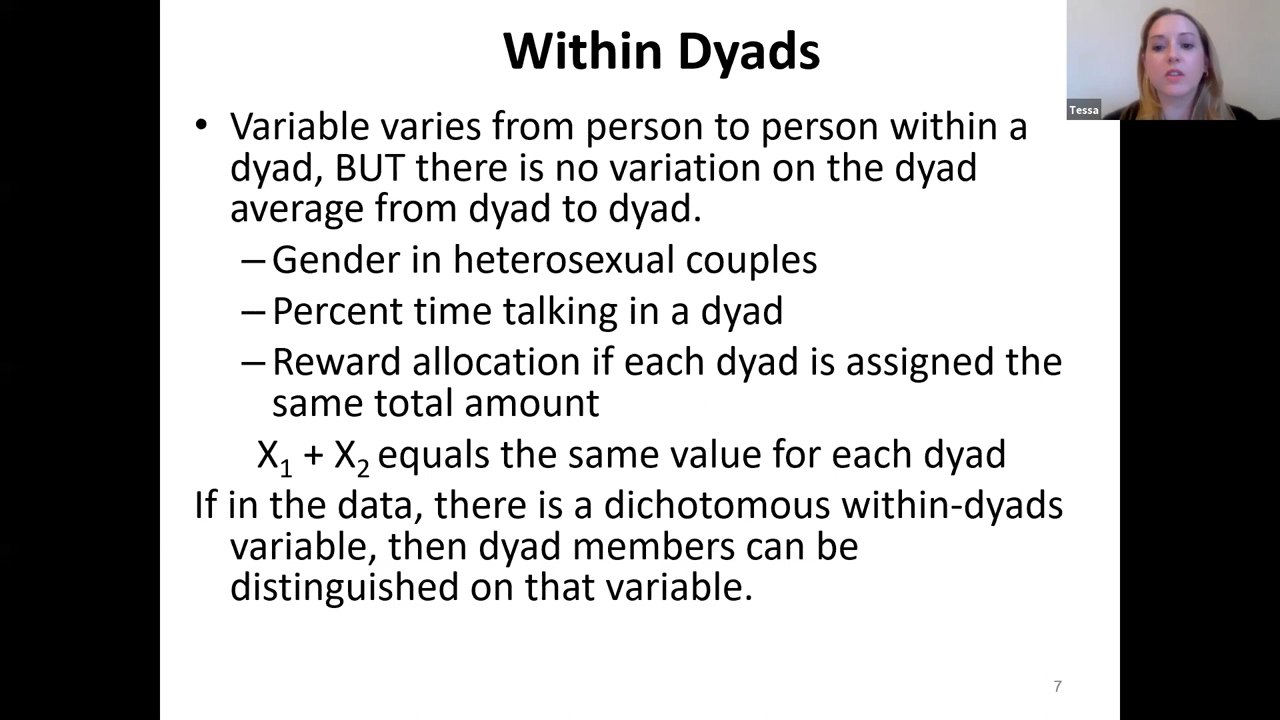 Within Dyads
Tessa
• Variable varies from person to person within a
dyad, BUT there is no variation on the dyad
average from dyad to dyad.
– Gender in heterosexual couples
– Percent time talking in a dyad
– Reward allocation if each dyad is assigned the
same total amount
X₁ + X₂ equals the same value for each dyad
If in the data, there is a dichotomous within-dyads
variable, then dyad members can be
distinguished on that variable.
7